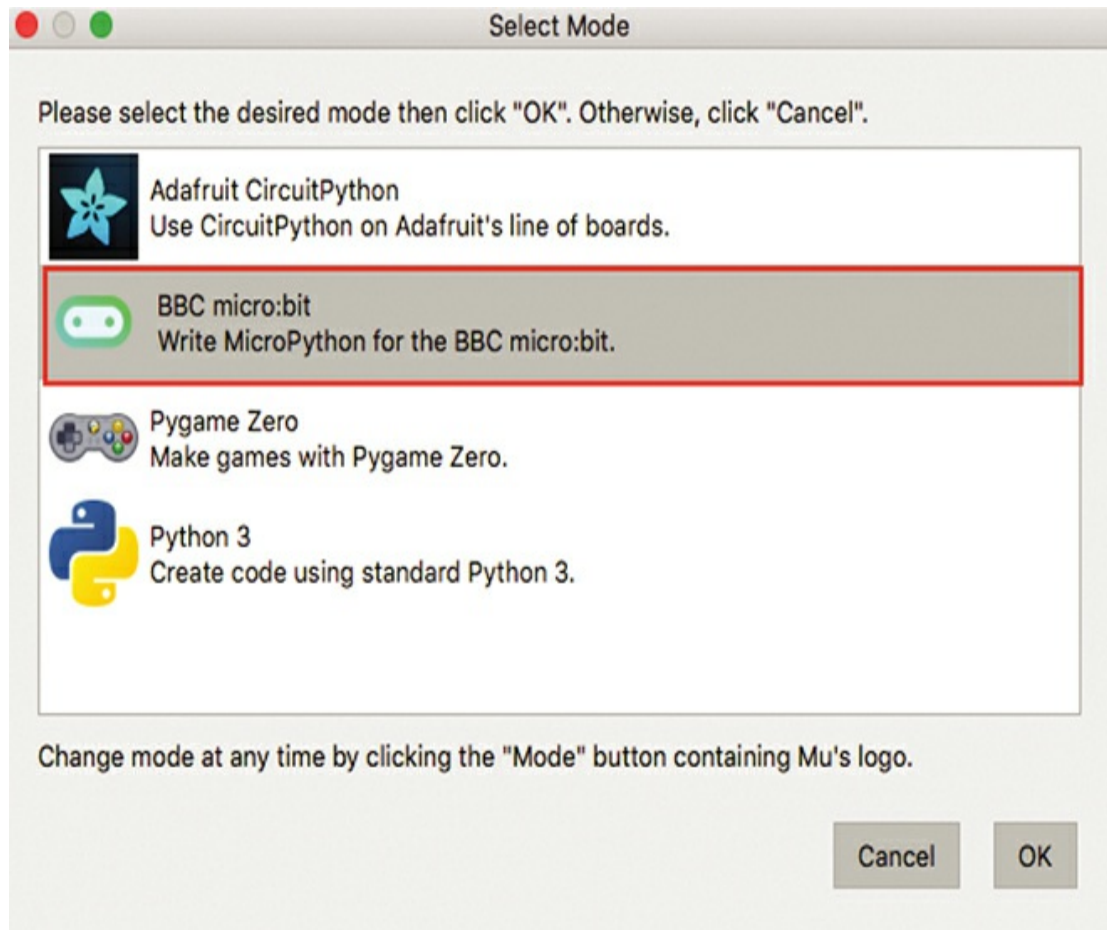 Select Mode
Please select the desired mode then click "OK". Otherwise, click "Cancel".
Adafruit CircuitPython
Use CircuitPython on Adafruit's line of boards.
BBC micro:bit
Write MicroPython for the BBC micro:bit.
Pygame Zero
Make games with Pygame Zero.
Python 3
Create code using standard Python 3.
Change mode at any time by clicking the "Mode" button containing Mu's logo.
Cancel OK